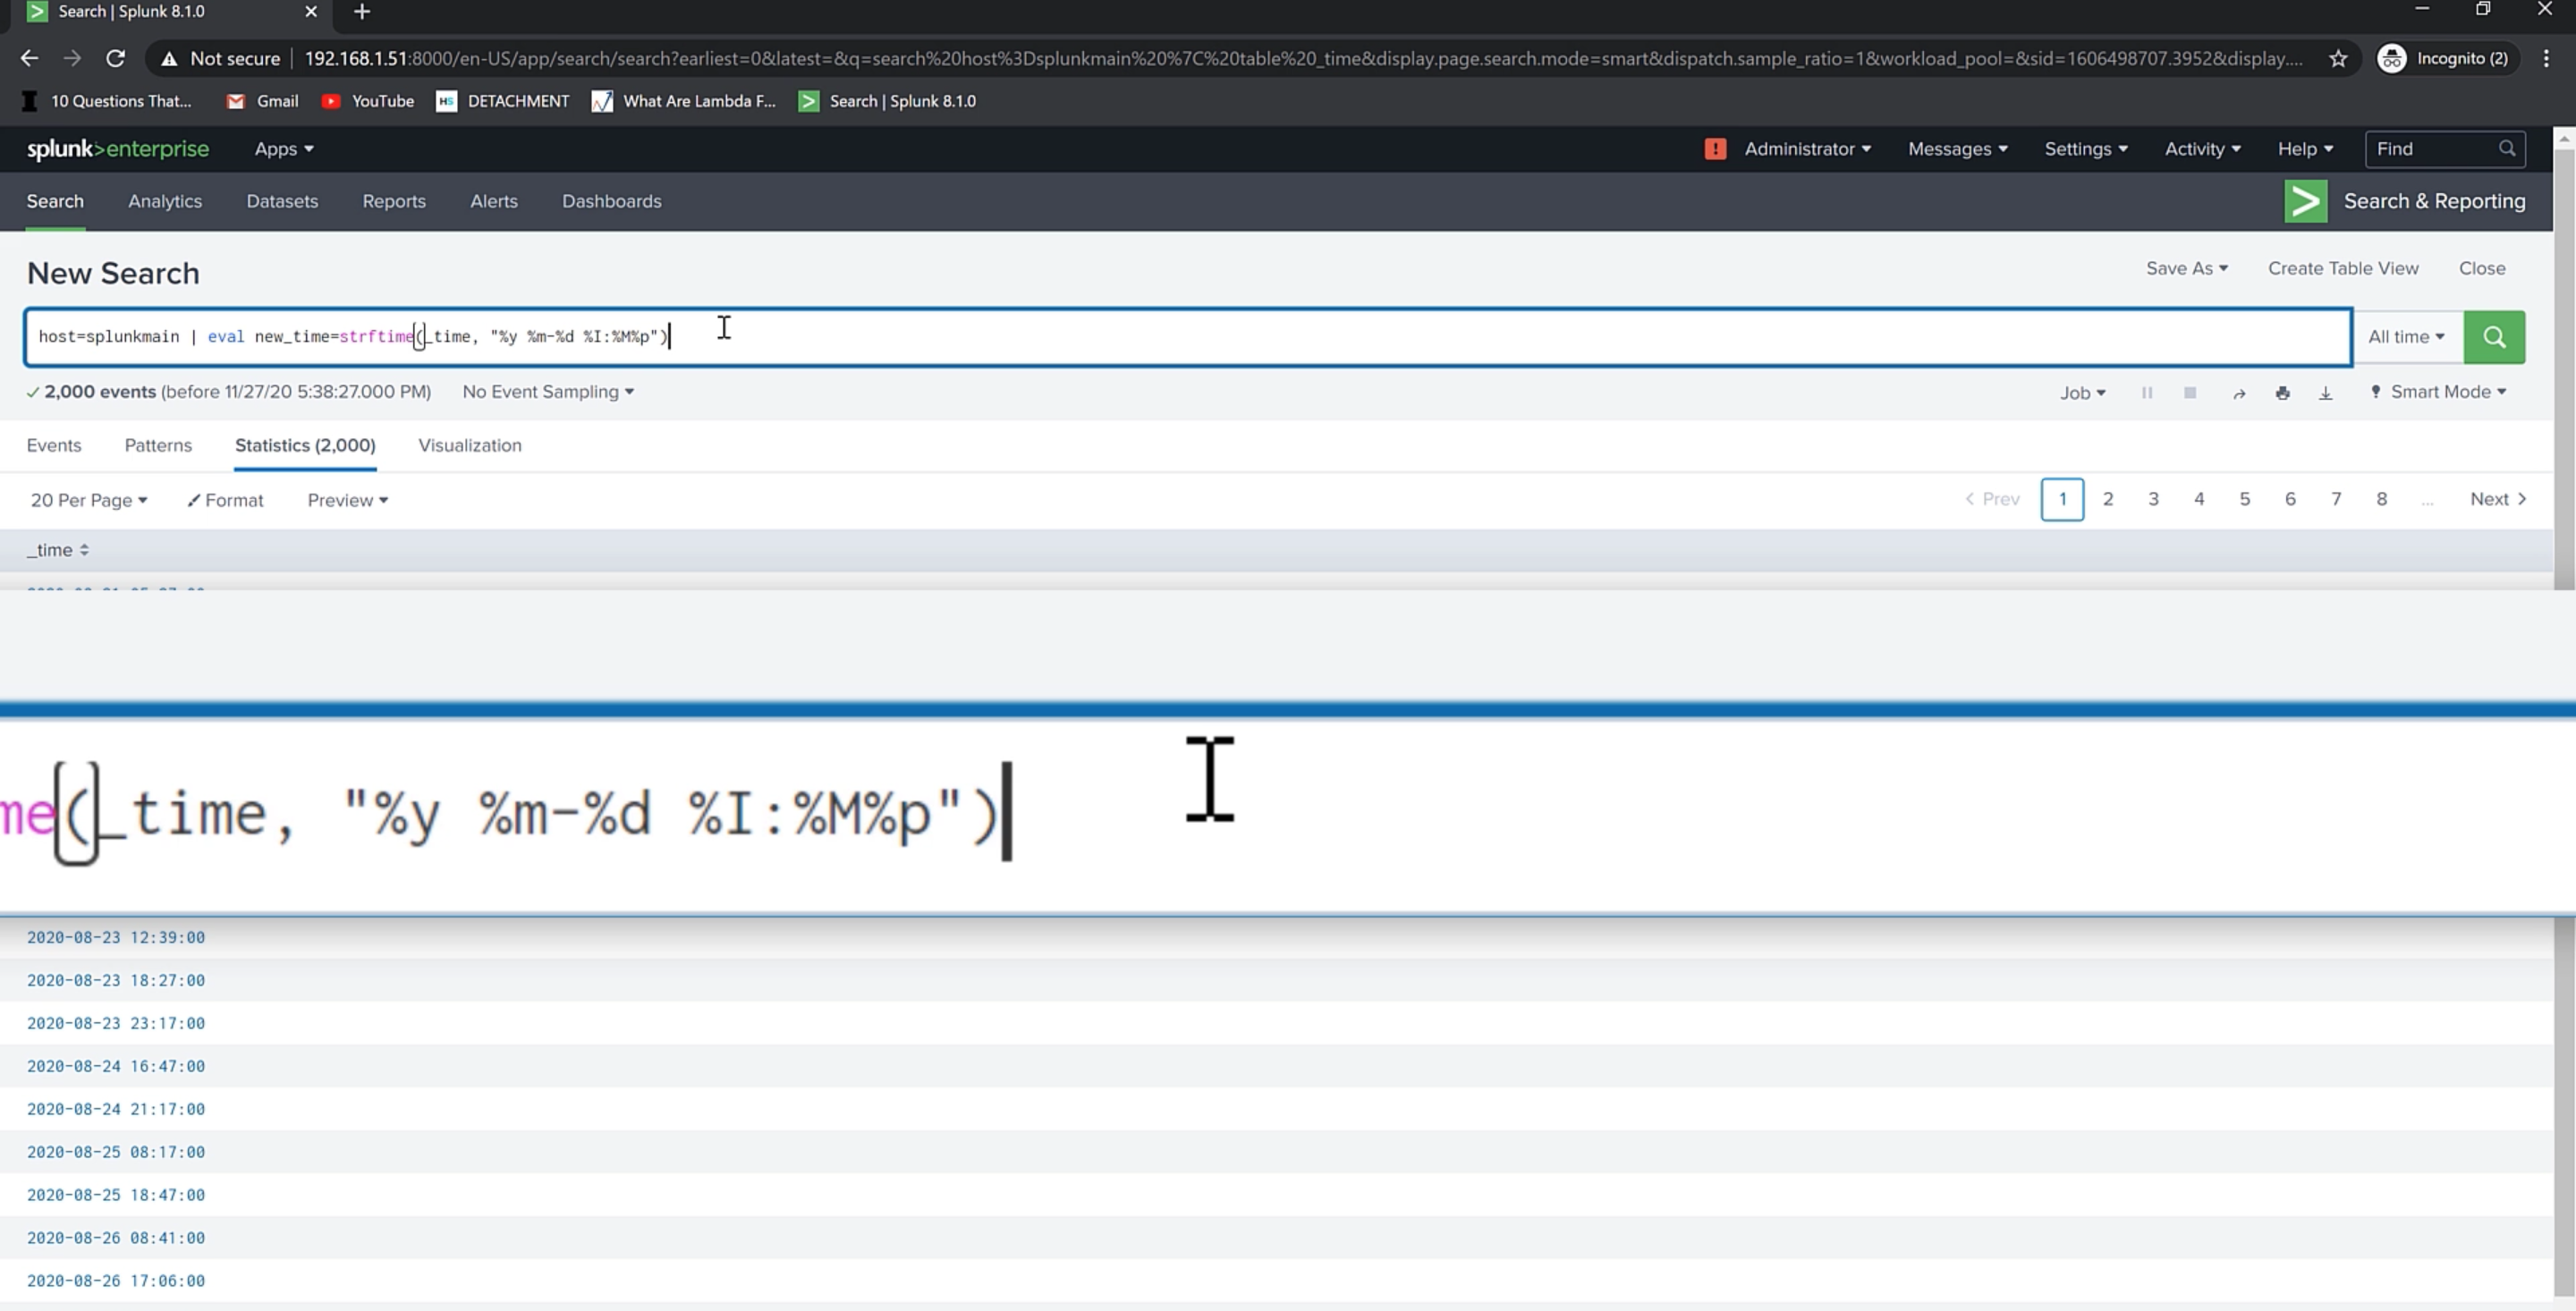 Search | Splunk 8.1.0
Not secure 192.168.1.51:8000/en-US/app/search/search?earliest=0&latest=&q=search%20host%3Dsplunkmain%20%7C%20table%20_time&display.page.search.mode=smart&dispatch.sample_ratio=1&workload_pool=&sid=1606498707.3952&display.... Incognito (2)
10 Questions That... Gmail YouTube HS DETACHMENT What Are Lambda F... Search | Splunk 8.1.0
splunk>enterprise Apps ! Administrator Messages Settings Activity Help Find
Search Analytics Datasets Reports Alerts Dashboards > Search & Reporting
New Search Save As Create Table View Close
host=splunkmain | eval new_time=strftime(_time, "%y %m-%d %I:%M%p") All time
2,000 events (before 11/27/20 5:38:27.000 PM) No Event Sampling Job Smart Mode
Events Patterns Statistics (2,000) Visualization
20 Per Page Format Preview < Prev 1 2 3 4 5 6 7 8 ... Next >
_time
me(_time, "%y %m-%d %I:%M%p")
2020-08-23 12:39:00
2020-08-23 18:27:00
2020-08-23 23:17:00
2020-08-24 16:47:00
2020-08-24 21:17:00
2020-08-25 08:17:00
2020-08-25 18:47:00
2020-08-26 08:41:00
2020-08-26 17:06:00